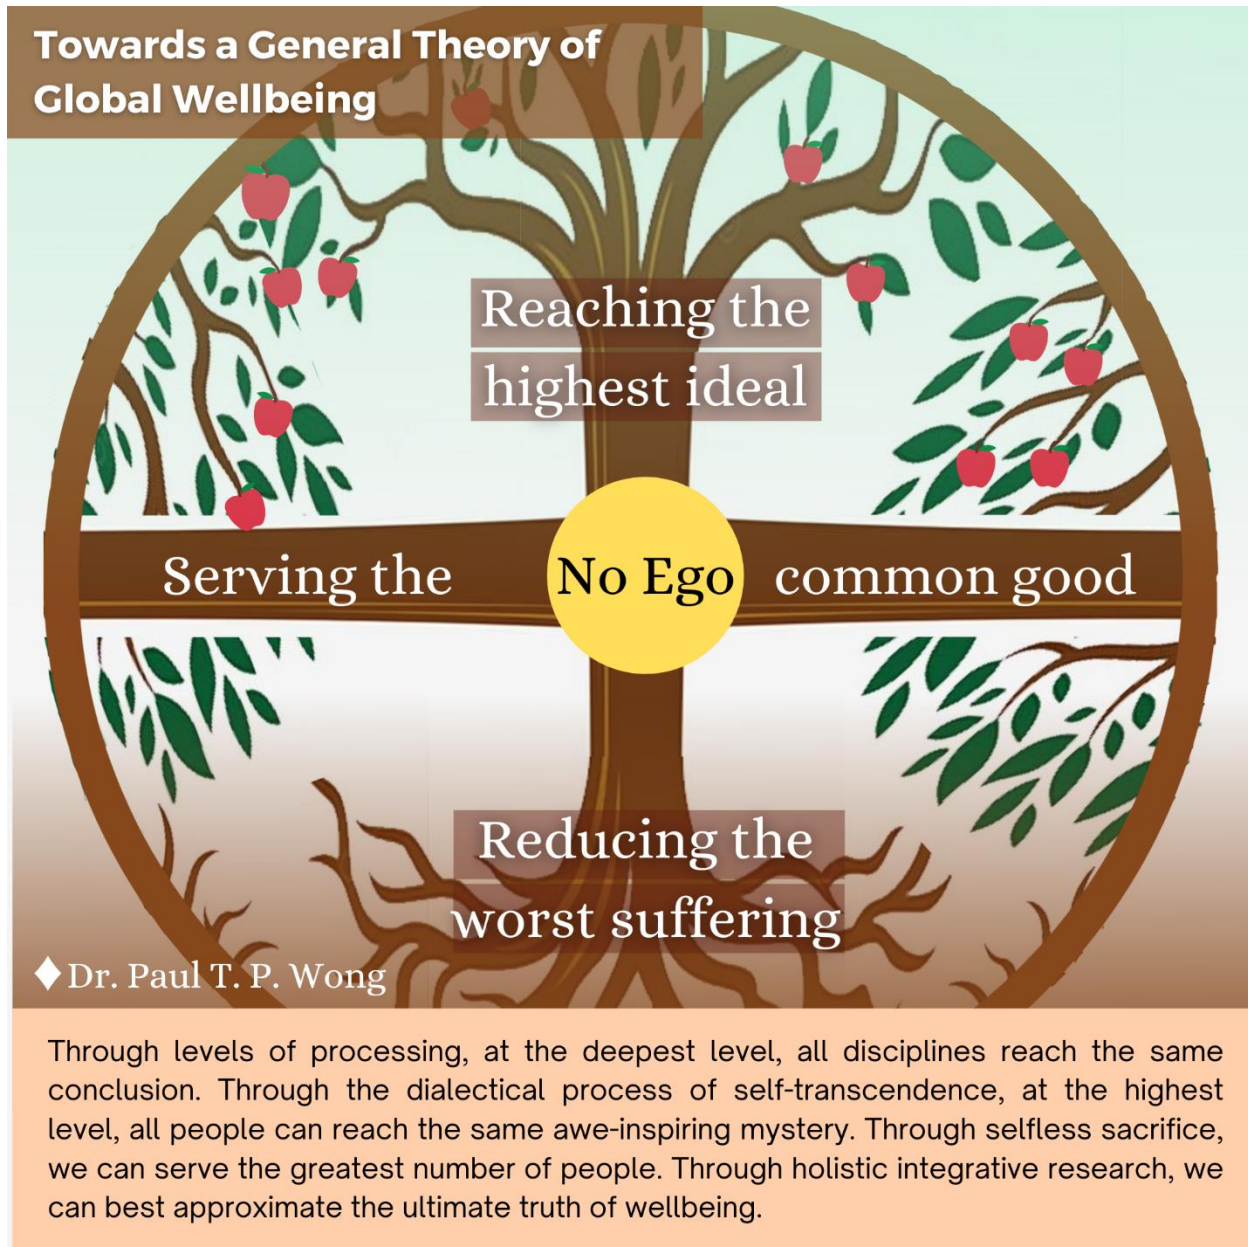 Towards a General Theory of
Global Wellbeing
Reaching the
highest ideal
Serving the No Ego common good
Reducing the
worst suffering
Dr. Paul T. P. Wong
Through levels of processing, at the deepest level, all disciplines reach the same
conclusion. Through the dialectical process of self-transcendence, at the highest
level, all people can reach the same awe-inspiring mystery. Through selfless sacrifice,
we can serve the greatest number of people. Through holistic integrative research, we
can best approximate the ultimate truth of wellbeing.